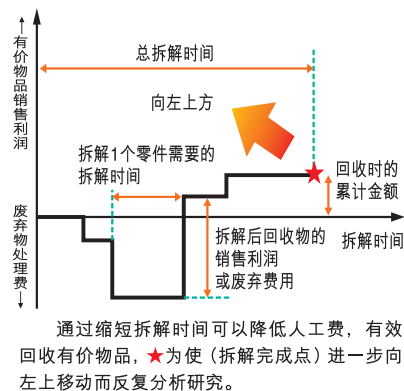 ←有价物品销售利润
总拆解时间
向左上方
拆解1个零件需要的
拆解时间
回收时的
累计金额
废弃物处理费→
拆解时间
拆解后回收物的
销售利润
或废弃费用
通过缩短拆解时间可以降低人工费，有效
回收有价物品，★为使（拆解完成点）进一步向
左上移动而反复分析研究。